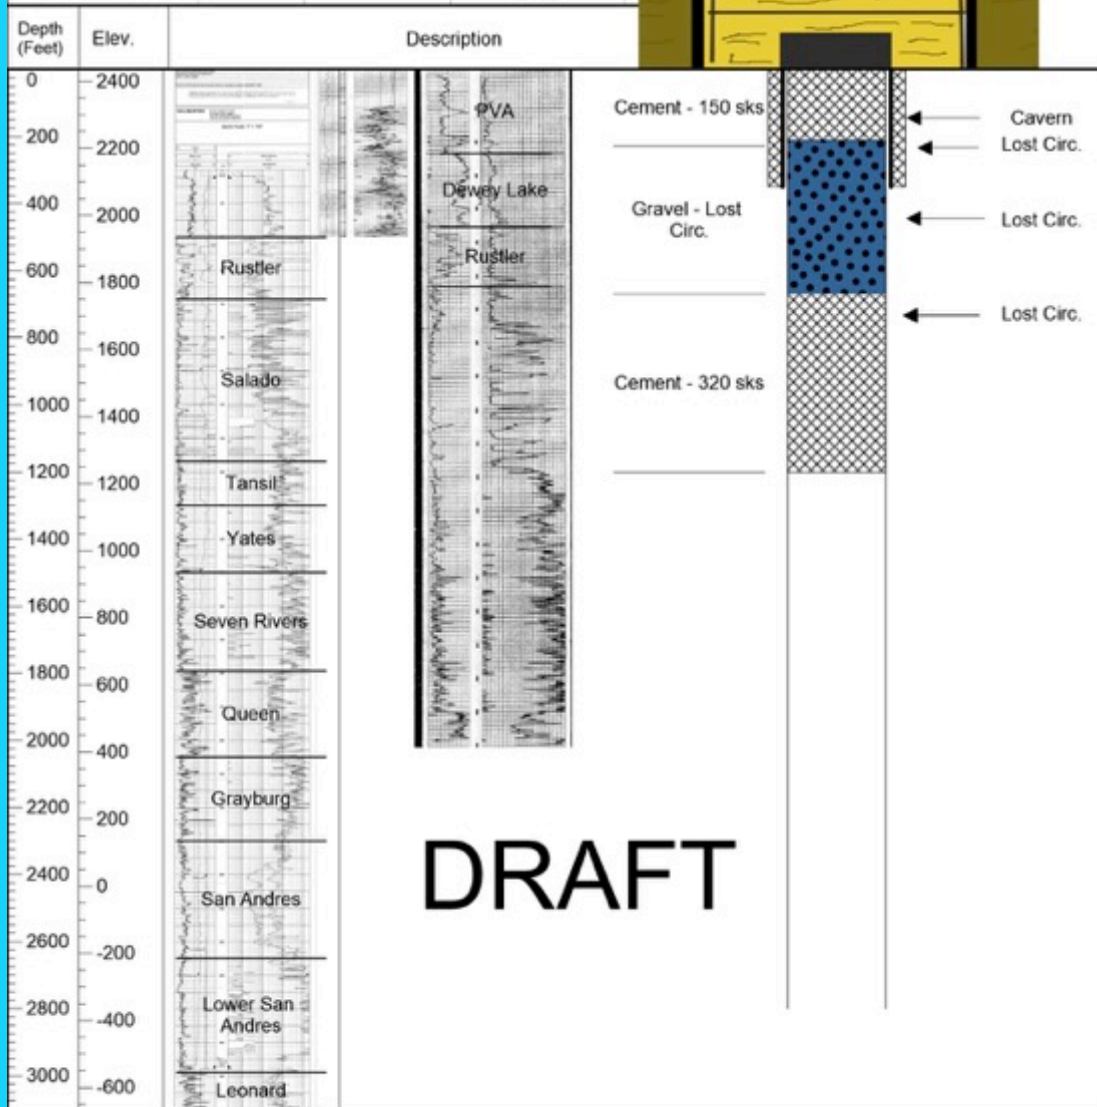 Depth
(Feet)
Elev.
Description
0
200
400
600
800
1000
1200
1400
1600
1800
2000
2200
2400
2600
2800
3000
2400
2200
2000
1800
1600
1400
1200
1000
800
600
400
200
0
-200
-400
-600
Rustler
Salado
Tansil
Yates
Seven Rivers
Queen
Grayburg
San Andres
Lower San
Andres
Leonard
PVA
Dewey Lake
Rustler
DRAFT
Cement - 150 sks
Gravel - Lost
Circ.
Cement - 320 sks
Cavern
Lost Circ.
Lost Circ.
Lost Circ.